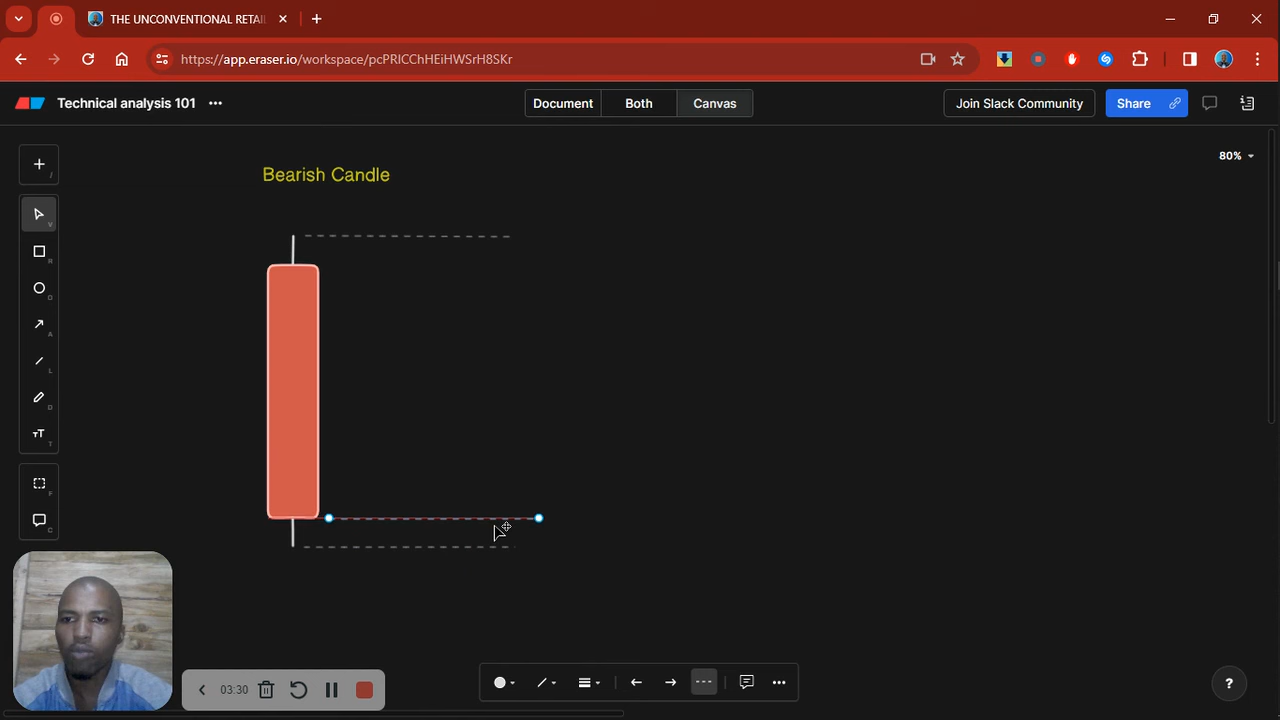 THE UNCONVENTIONAL RETAI
https://app.eraser.io/workspace/pcPRICChHEiHWSrH8SKr
Technical analysis 101
Document
Both
Canvas
Join Slack Community
Share
80%
Bearish Candle
03:30
?